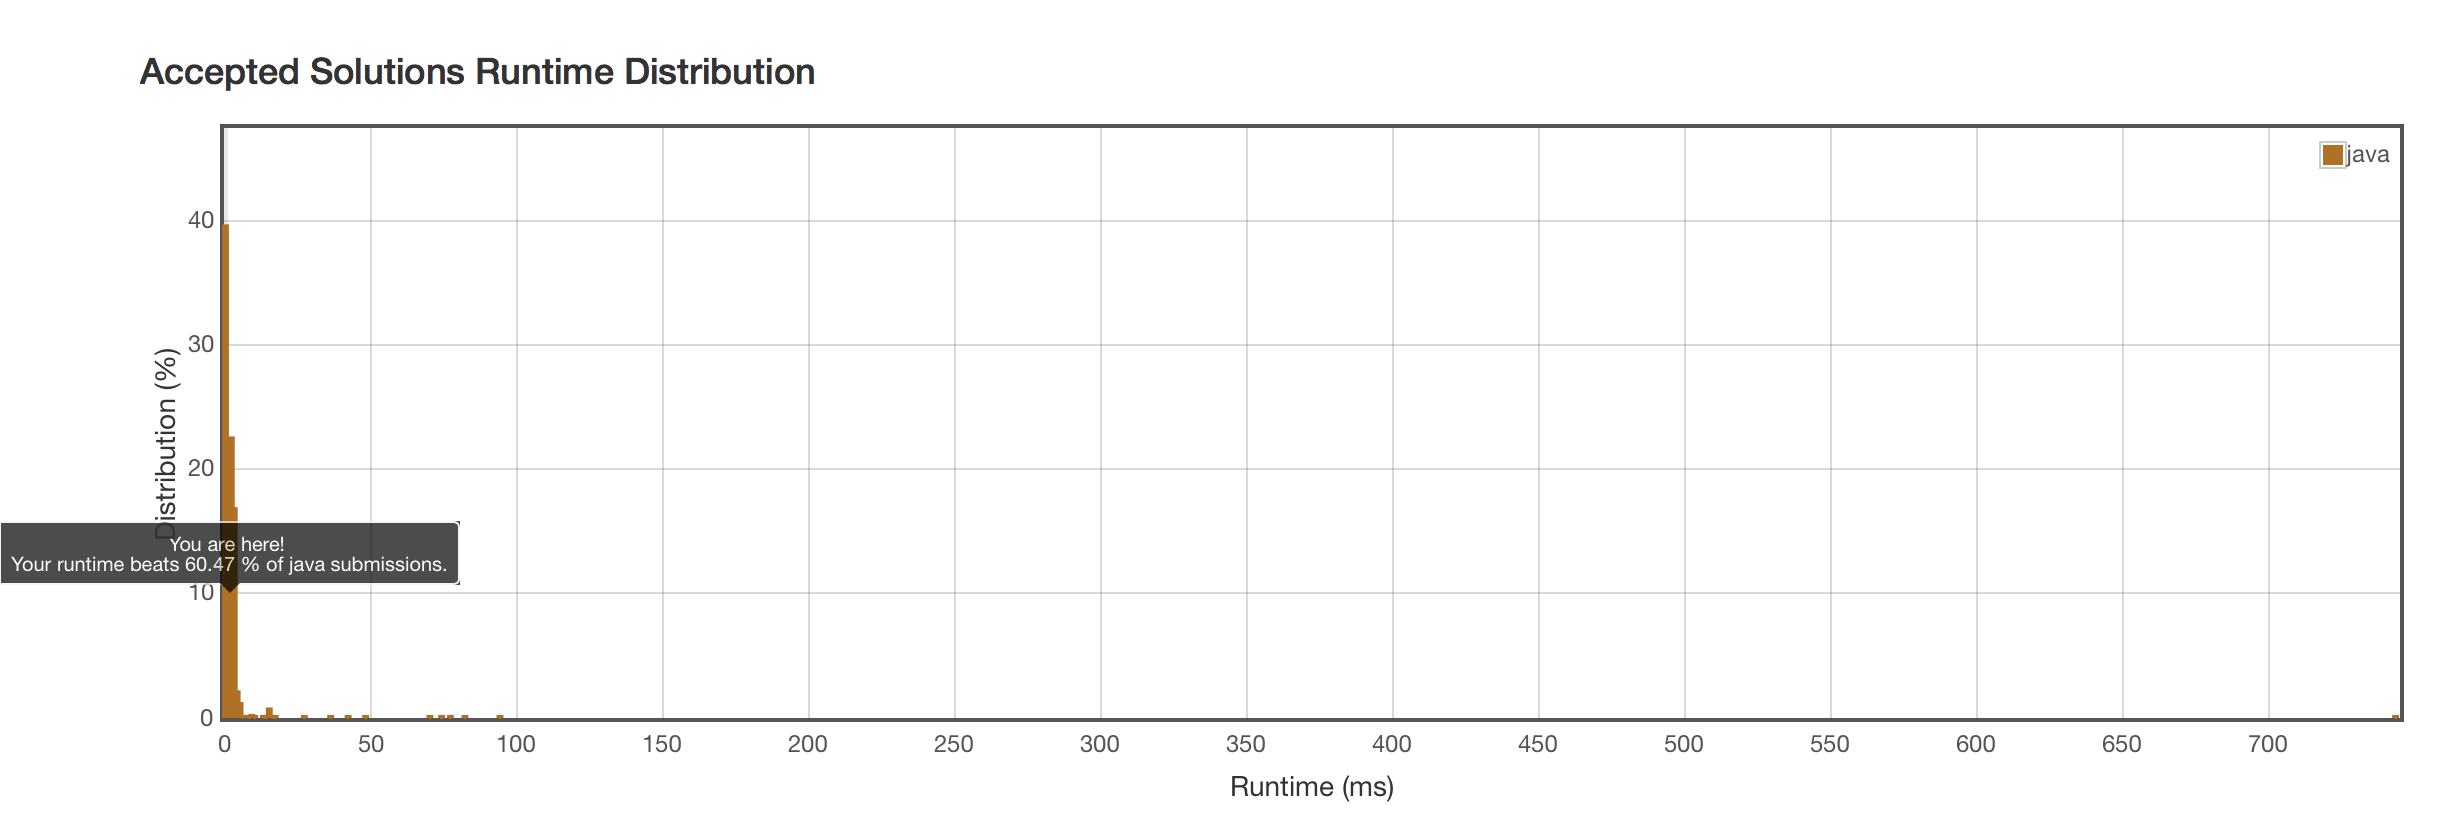 Accepted Solutions Runtime Distribution
java
Distribution (%)
40
30
20
10
0
You are here!
Your runtime beats 60.47 % of java submissions.
0 50 100 150 200 250 300 350 400 450 500 550 600 650 700
Runtime (ms)